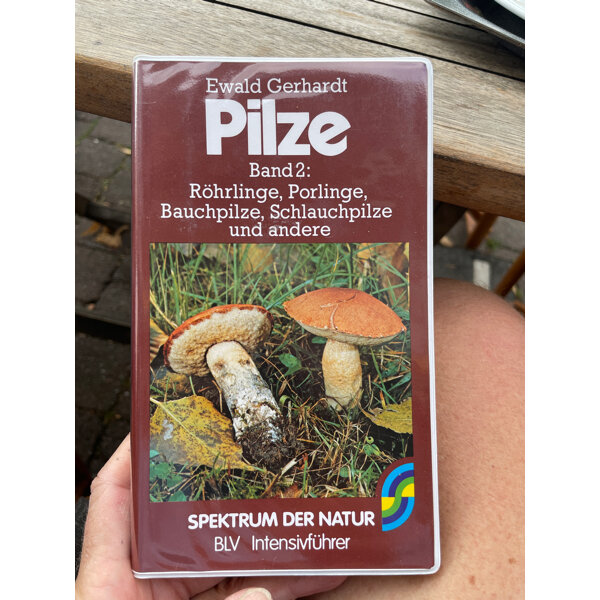 Ewald Gerhardt
Pilze
Band 2:
Röhrlinge, Porlinge,
Bauchpilze, Schlauchpilze
und andere
SPEKTRUM DER NATUR
BLV Intensivführer